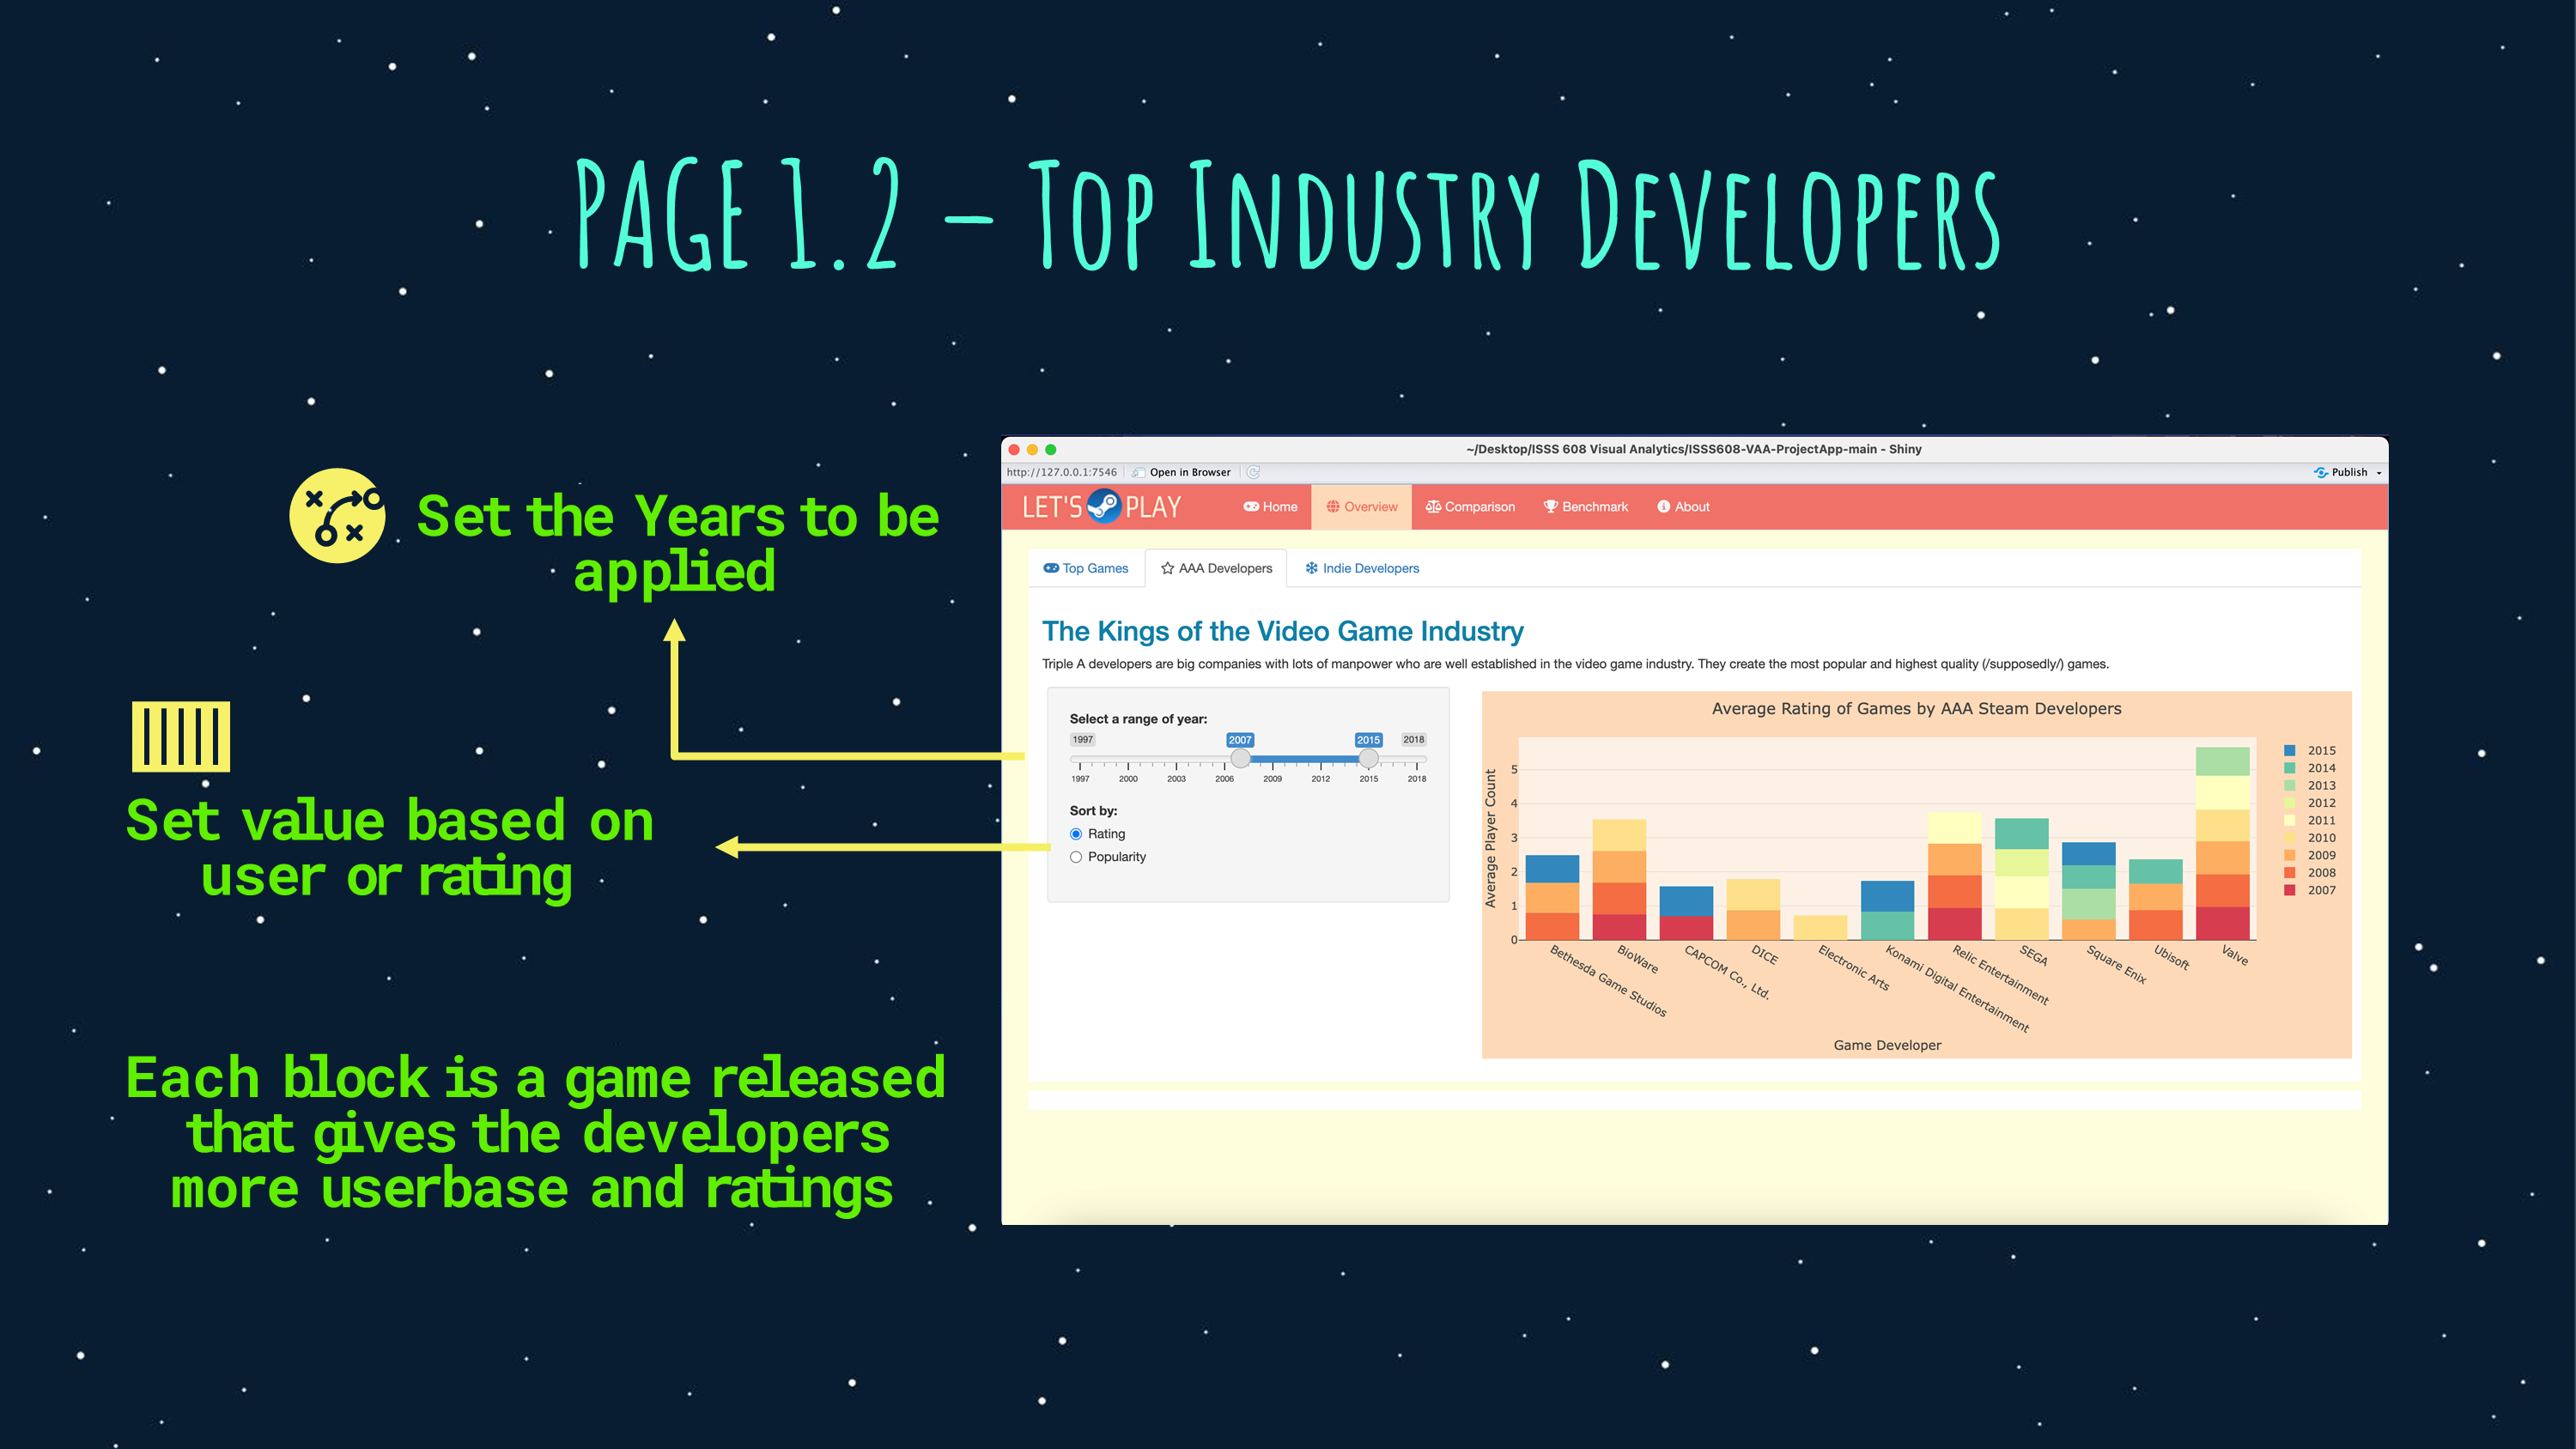 PAGE 1.2 – Top Industry Developers
Set the Years to be
applied
Set value based on
user or rating
Each block is a game released
that gives the developers
more userbase and ratings
~/Desktop/ISSS 608 Visual Analytics/ISSS608-VAA-ProjectApp-main - Shiny
http://127.0.0.1:7546 Open in Browser Publish
LET'S PLAY Home Overview Comparison Benchmark About
Top Games AAA Developers Indie Developers
The Kings of the Video Game Industry
Triple A developers are big companies with lots of manpower who are well established in the video game industry. They create the most popular and highest quality (/supposedly/) games.
Select a range of year:
1997 2007 2015 2018
1997 2000 2003 2006 2009 2012 2015 2018
Sort by:
Rating
Popularity
Average Rating of Games by AAA Steam Developers
Average Player Count
5
4
3
2
1
0
Bethesda Game Studios
BioWare
CAPCOM Co., Ltd.
DICE
Electronic Arts
Konami Digital Entertainment
Relic Entertainment
SEGA
Square Enix
Ubisoft
Valve
Game Developer
2015
2014
2013
2012
2011
2010
2009
2008
2007